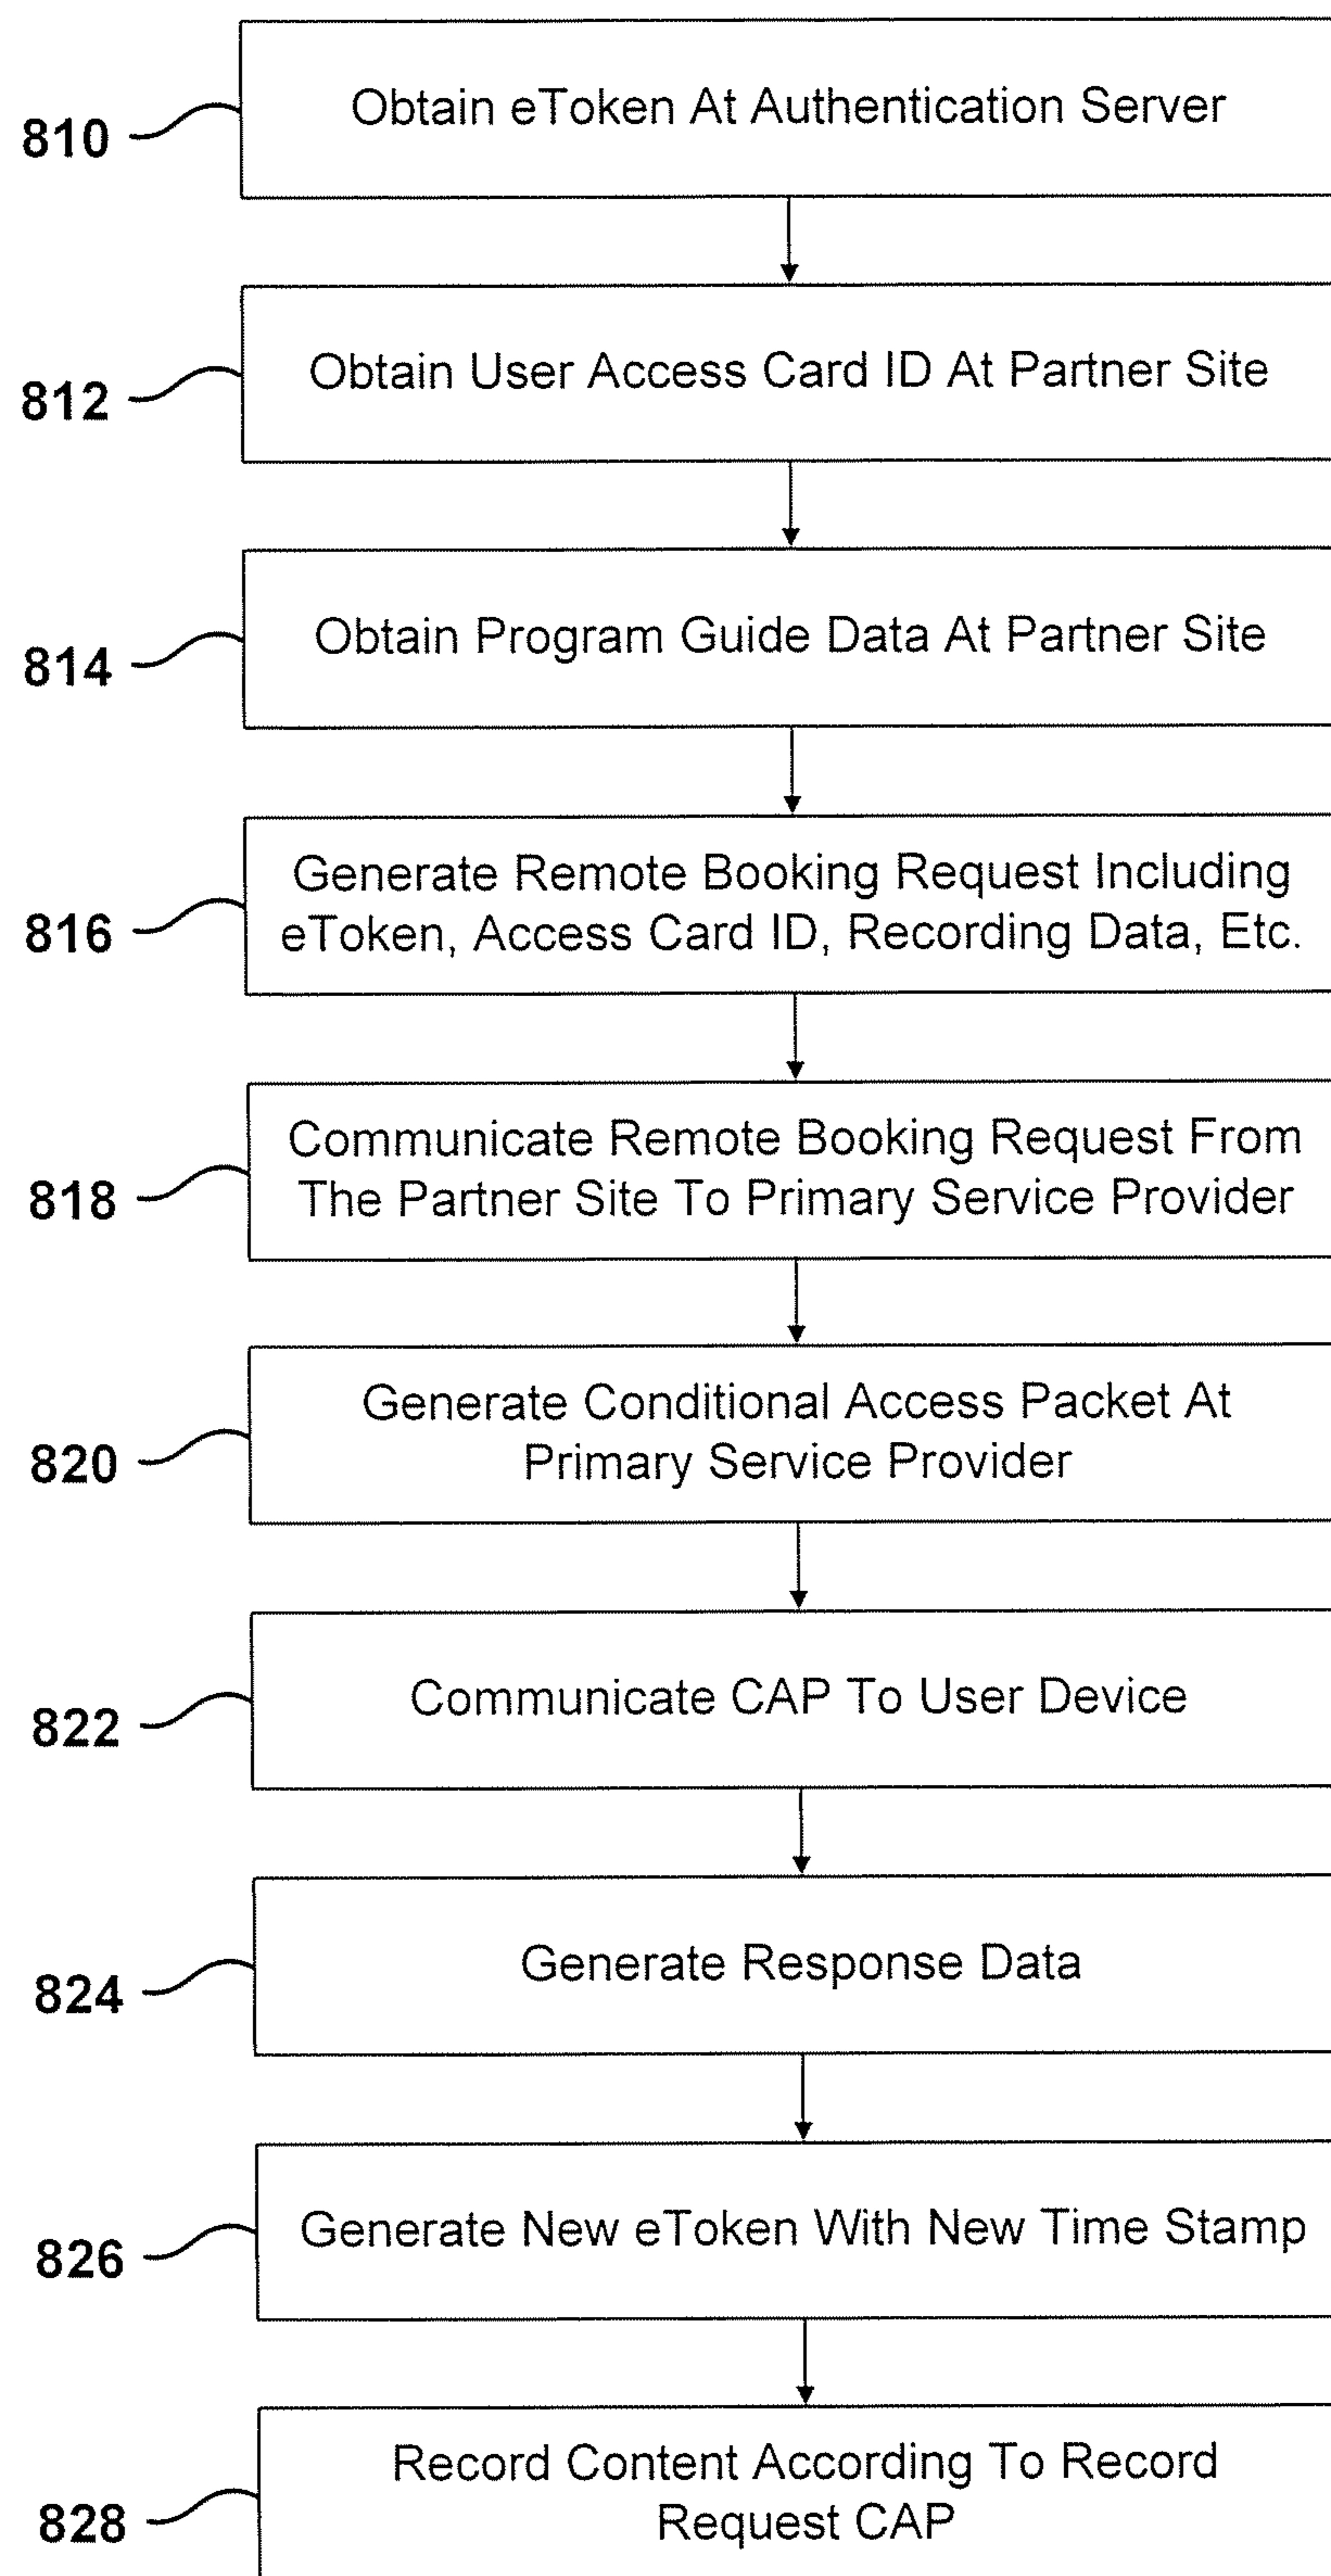 810
Obtain eToken At Authentication Server
812
Obtain User Access Card ID At Partner Site
814
Obtain Program Guide Data At Partner Site
816
Generate Remote Booking Request Including
eToken, Access Card ID, Recording Data, Etc.
818
Communicate Remote Booking Request From
The Partner Site To Primary Service Provider
820
Generate Conditional Access Packet At
Primary Service Provider
822
Communicate CAP To User Device
824
Generate Response Data
826
Generate New eToken With New Time Stamp
828
Record Content According To Record
Request CAP